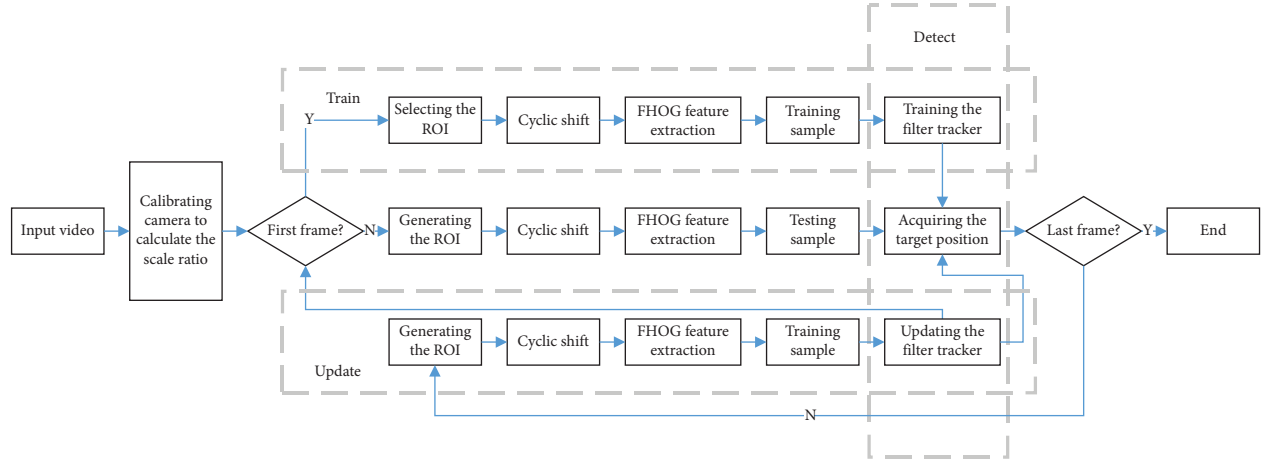 Detect
Train
Y
Selecting the
ROI
Cyclic shift
FHOG feature
extraction
Training
sample
Training the
filter tracker
Input video
Calibrating
camera to
calculate the
scale ratio
First frame?
N
Generating
the ROI
Cyclic shift
FHOG feature
extraction
Testing
sample
Acquiring the
target position
Last frame?
Y
End
Update
Generating
the ROI
Cyclic shift
FHOG feature
extraction
Training
sample
Updating the
filter tracker
N